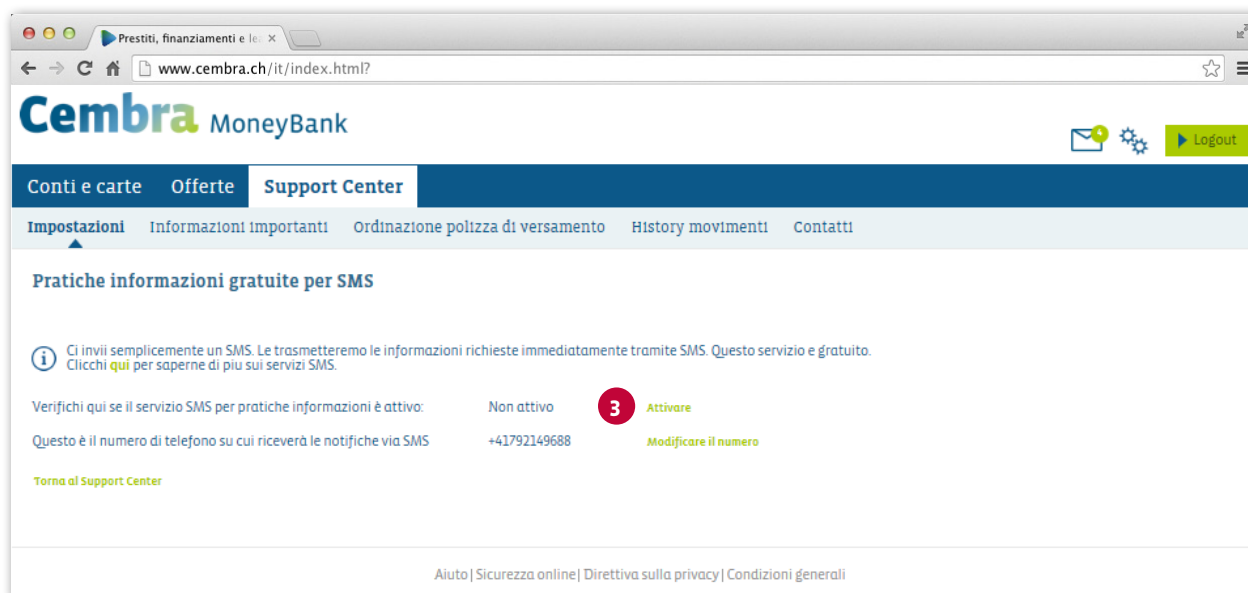 Prestiti, finanziamenti e le
www.cembra.ch/it/index.html?
Cembra MoneyBank
Logout
Conti e carte Offerte Support Center
Impostazioni Informazioni importanti Ordinazione polizza di versamento History movimenti Contatti
Pratiche informazioni gratuite per SMS
Ci invii semplicemente un SMS. Le trasmetteremo le informazioni richieste immediatamente tramite SMS. Questo servizio e gratuito.
Clicchi qui per saperne di piu sui servizi SMS.
Verifichi qui se il servizio SMS per pratiche informazioni è attivo: Non attivo 3 Attivare
Questo è il numero di telefono su cui riceverà le notifiche via SMS +41792149688 Modificare il numero
Torna al Support Center
Aiuto | Sicurezza online | Direttiva sulla privacy | Condizioni generali